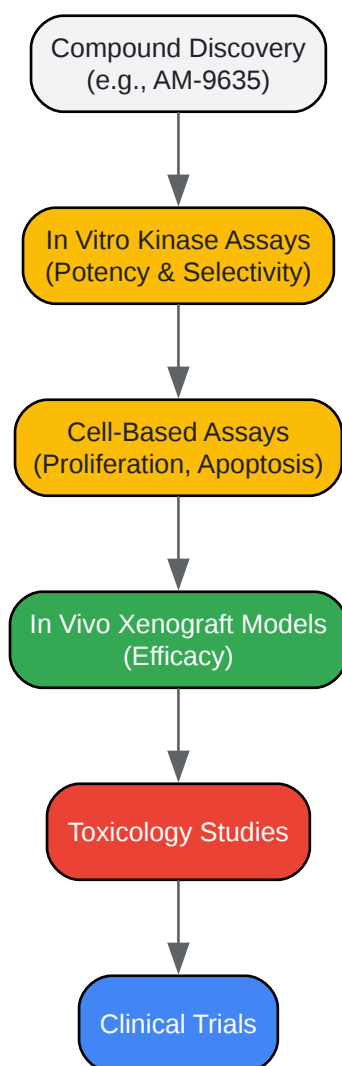 Compound Discovery
(e.g., AM-9635)
In Vitro Kinase Assays
(Potency & Selectivity)
Cell-Based Assays
(Proliferation, Apoptosis)
In Vivo Xenograft Models
(Efficacy)
Toxicology Studies
Clinical Trials